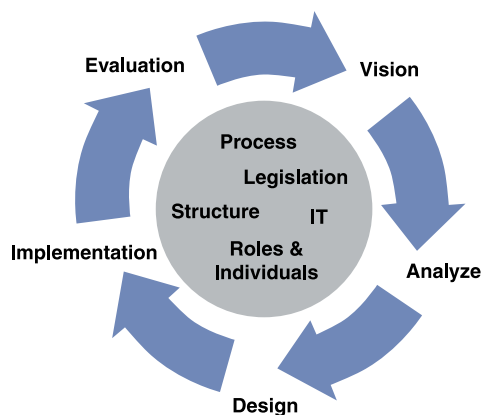 Evaluation
Vision
Process
Legislation
Structure
IT
Roles &
Individuals
Implementation
Analyze
Design